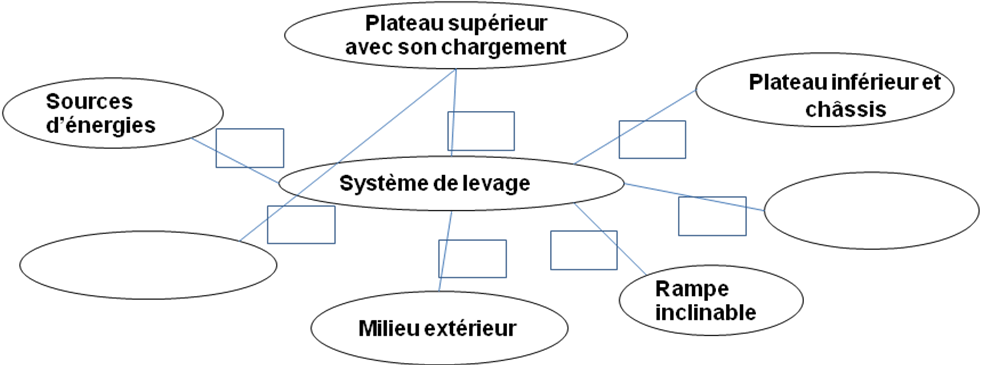 Plateau supérieur
avec son chargement
Plateau inférieur et
châssis
Sources
d'énergies
Système de levage
Rampe
inclinable
Milieu extérieur